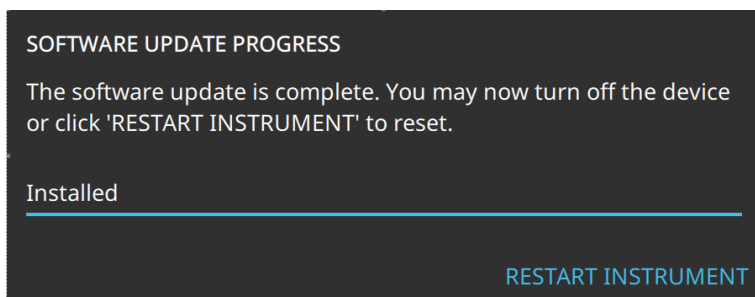 SOFTWARE UPDATE PROGRESS
The software update is complete. You may now turn off the device
or click 'RESTART INSTRUMENT' to reset.
Installed
RESTART INSTRUMENT